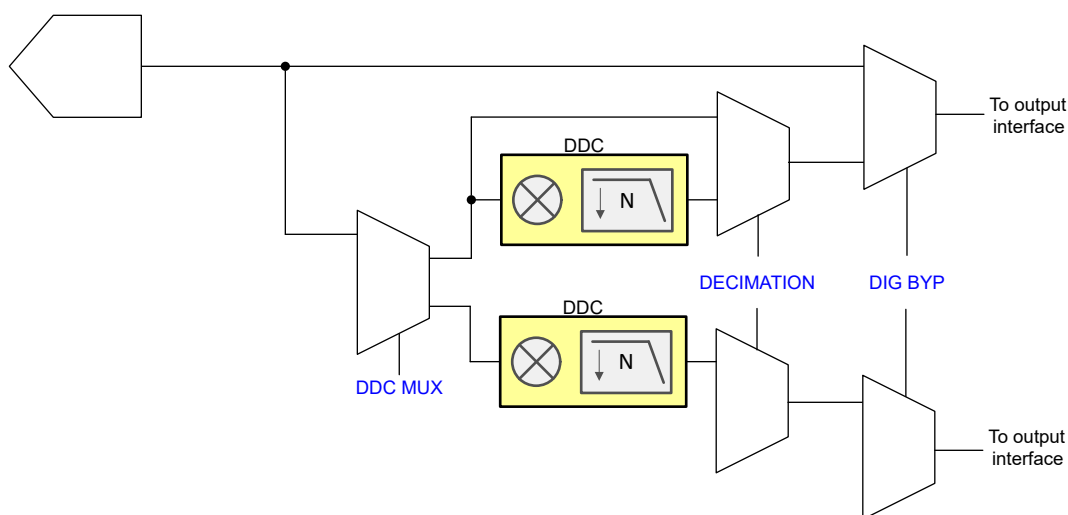 To output
interface
DDC
N
DECIMATION
DIG BYP
DDC
N
DDC MUX
To output
interface